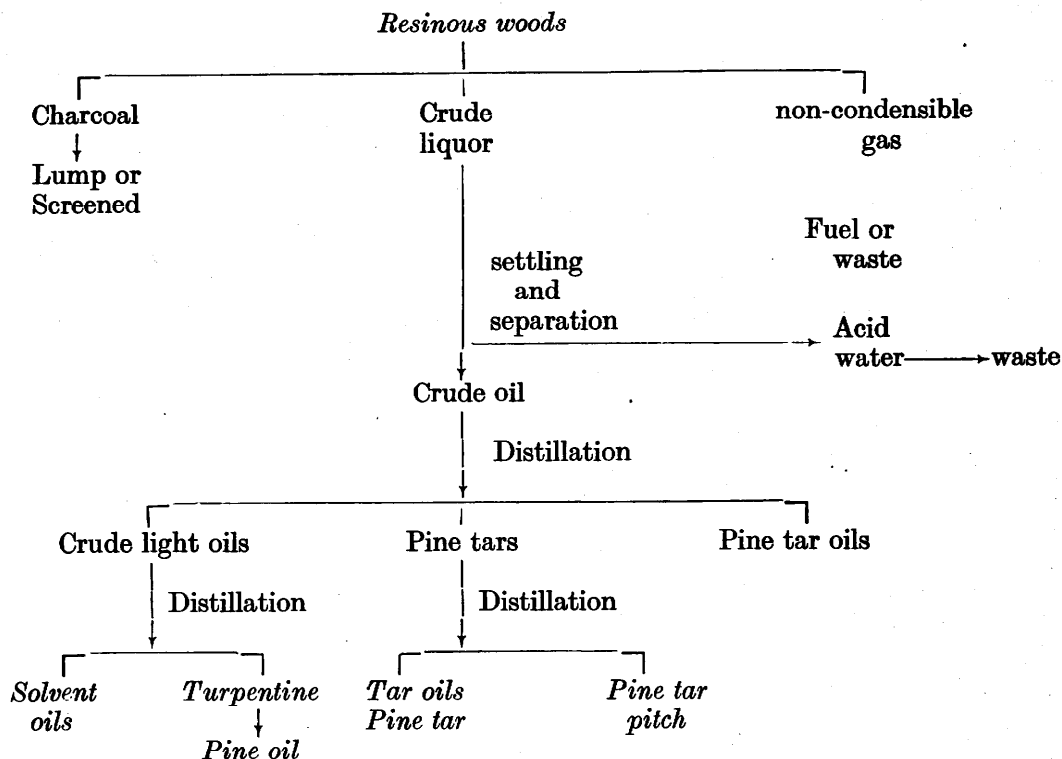 Resinous woods
Charcoal
Crude
liquor
non-condensible
gas
Lump or
Screened
Fuel or
waste
settling
and
separation
Acid
water
waste
Crude oil
Distillation
Crude light oils
Pine tars
Pine tar oils
Distillation
Distillation
Solvent
oils
Turpentine
Pine oil
Tar oils
Pine tar
Pine tar
pitch